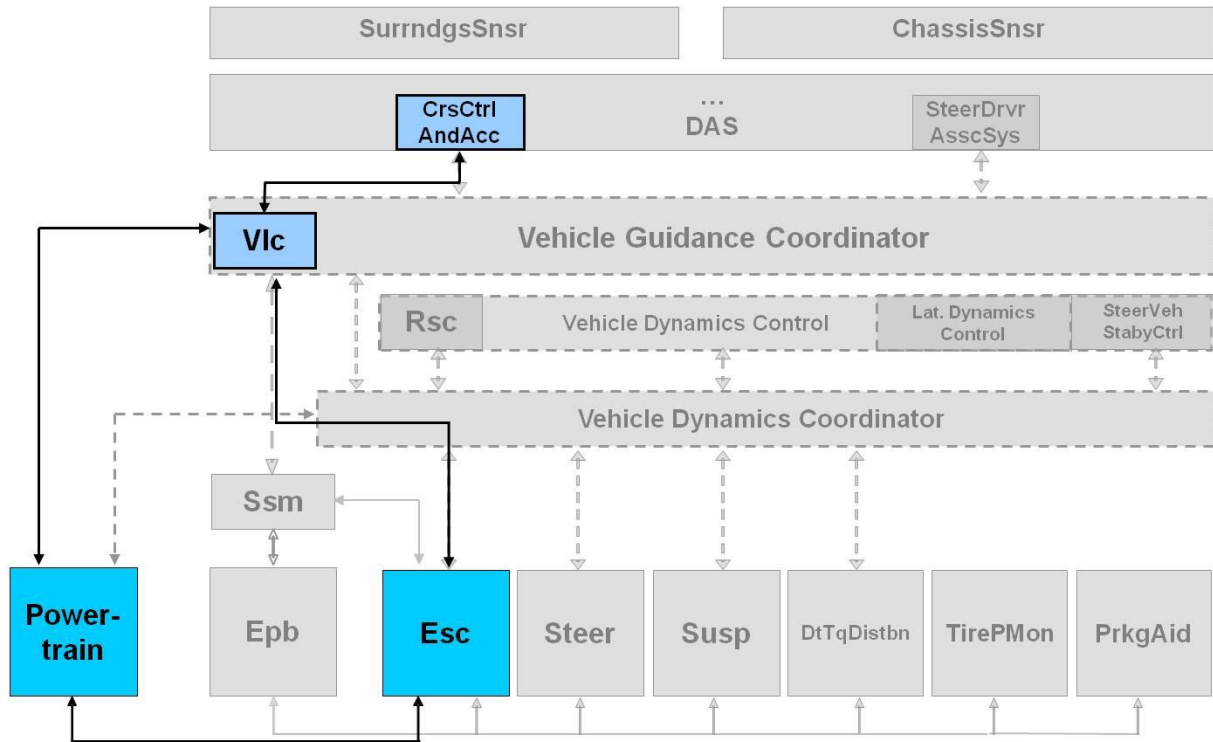 SurrndgsSnsr
ChassisSnsr
CrsCtrl
AndAcc
...
DAS
SteerDrvr
AsscSys
Vlc
Vehicle Guidance Coordinator
Rsc
Vehicle Dynamics Control
Lat. Dynamics
Control
SteerVeh
StabyCtrl
Vehicle Dynamics Coordinator
Ssm
Power-
train
Epb
Esc
Steer
Susp
DtTqDistbn
TirePMon
PrkgAid